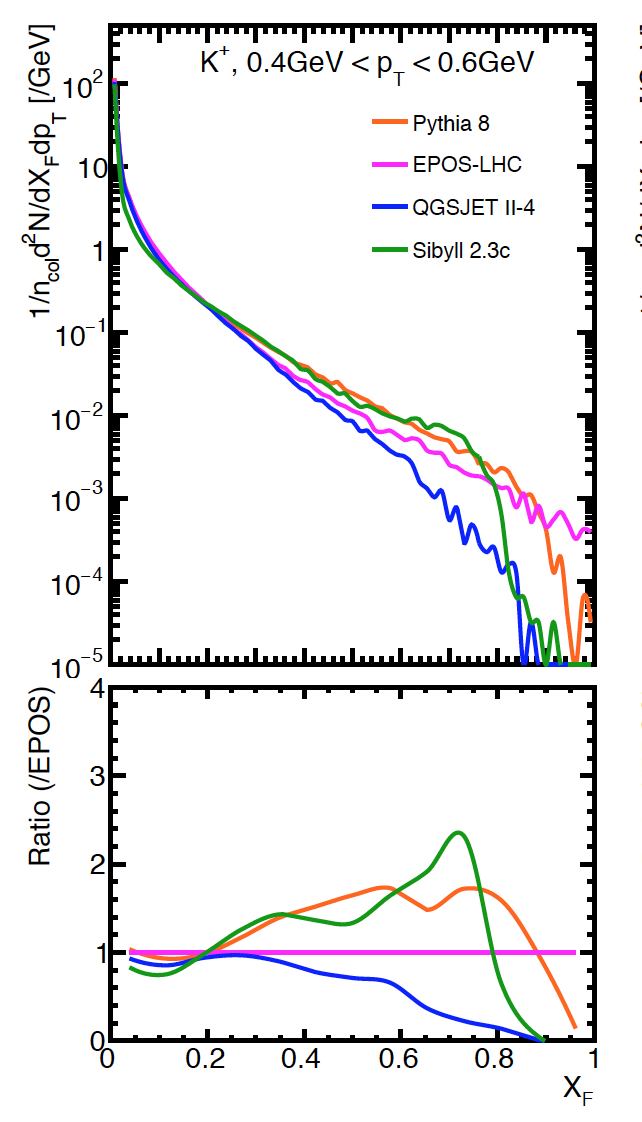 K⁺, 0.4GeV < p_T < 0.6GeV
1/n_col d²N/dX_F dp_T [/GeV]
Pythia 8
EPOS-LHC
QGSJET II-4
Sibyll 2.3c
10²
10
1
10⁻¹
10⁻²
10⁻³
10⁻⁴
10⁻⁵
Ratio (/EPOS)
4
3
2
1
0
0 0.2 0.4 0.6 0.8 1
X_F